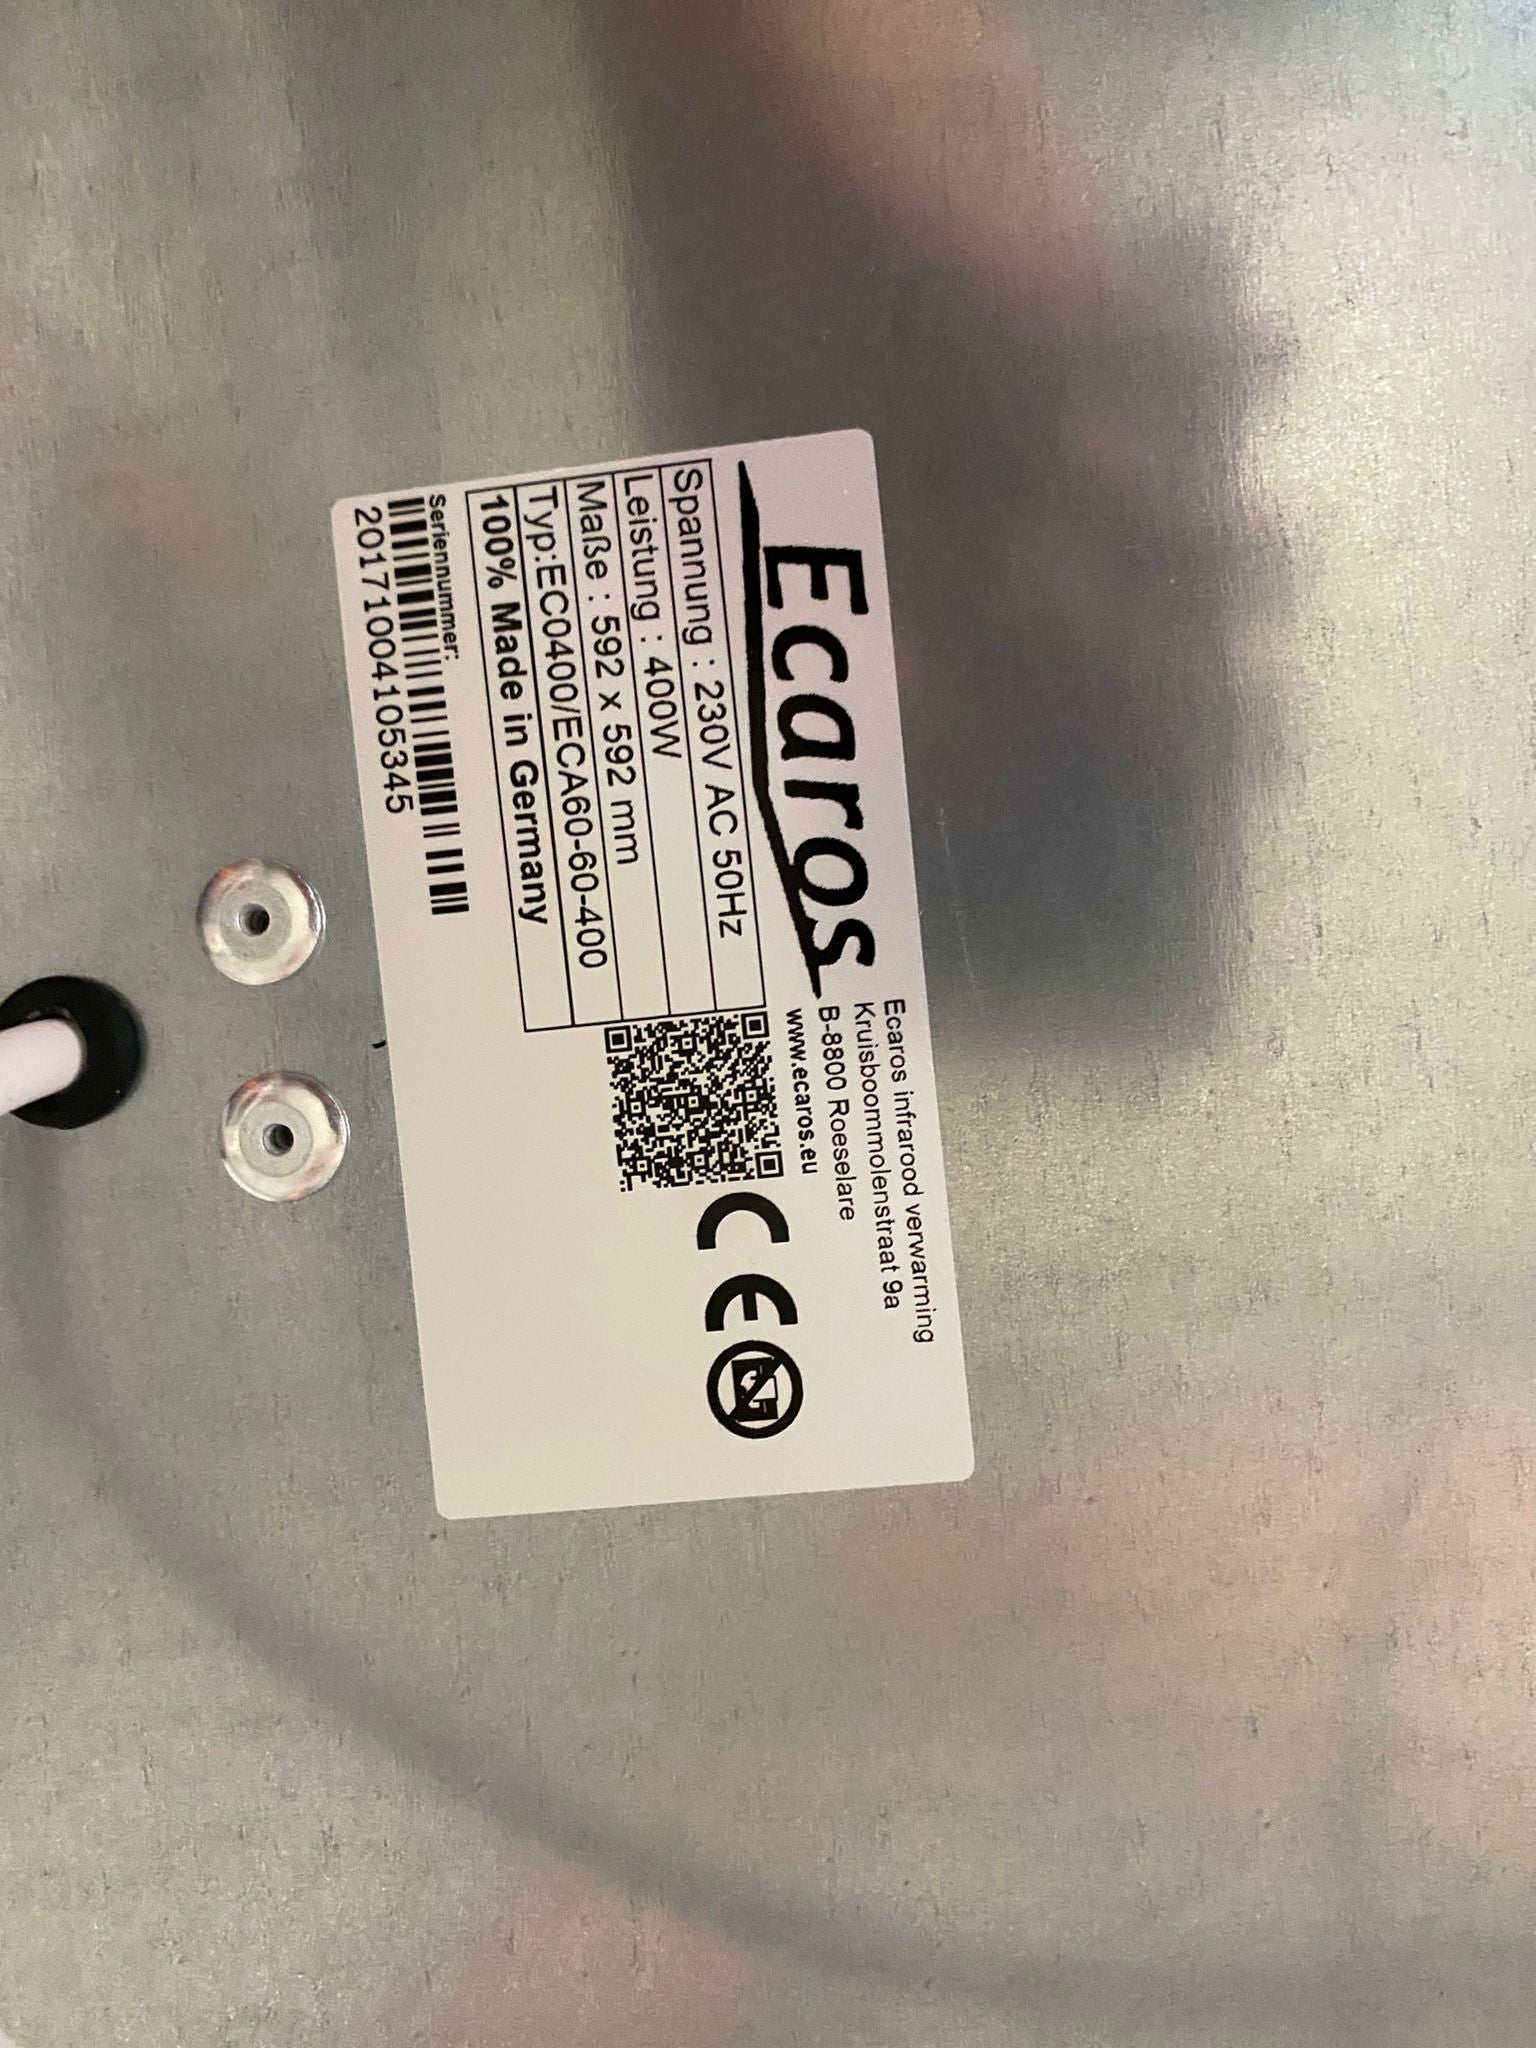 Ecaros
Ecaros infrarood verwarming
Kruisboommolenstraat 9a
B-8800 Roeselare
www.ecaros.eu
Spannung : 230V AC 50Hz
Leistung : 400W
Maße : 592 x 592 mm
Typ:EC0400/ECA60-60-400
100% Made in Germany
CE
Seriennummer:
20171004105345